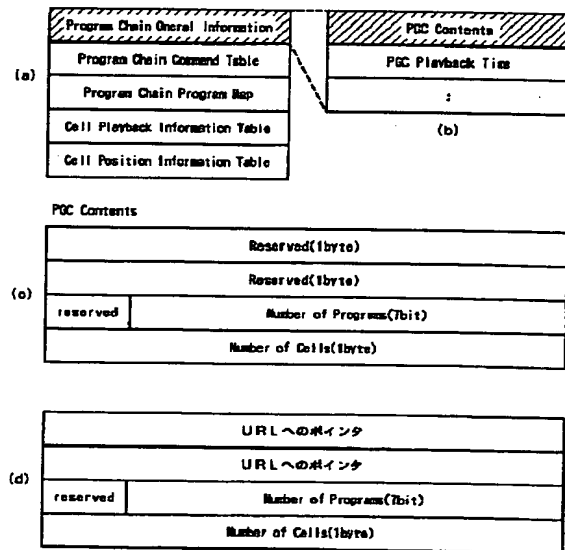 Program Chain Gneral Information
PGC Contents
(a)
Program Chain Command Table
PGC Playback Time
Program Chain Program Map
:
Cell Playback Information Table
(b)
Cell Position Information Table
PGC Contents
Reserved(1byte)
Reserved(1byte)
(c)
reserved
Number of Programs(7bit)
Number of Cells(1byte)
URLへのポインタ
URLへのポインタ
(d)
reserved
Number of Programs(7bit)
Number of Cells(1byte)